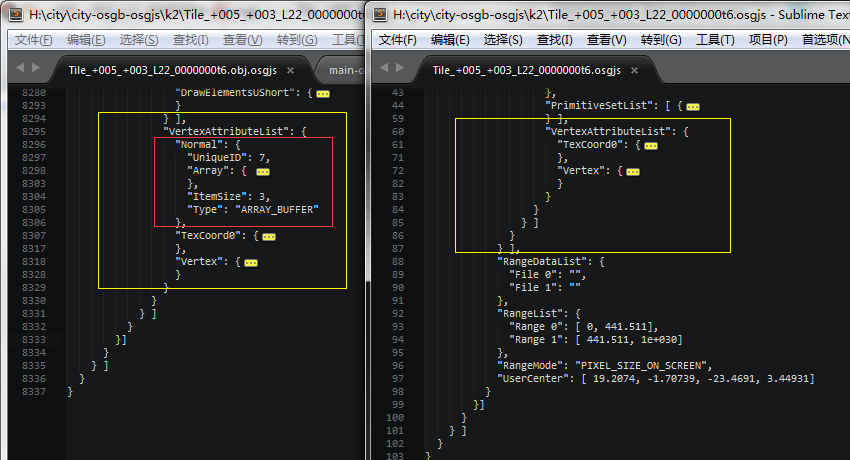 H:\city\city-osgb-osgjs\k2\Tile_+005_+003_L22_0000000t6
文件(F) 编辑(E) 选择(S) 查找(I) 查看(V) 转到(G) 工具
Tile_+005_+003_L22_0000000t6.obj.osgjs × main-o
8280 "DrawElementsUShort": {
8293 }
8294 } ],
8295 "VertexAttributeList": {
8296 "Normal": {
8297 "UniqueID": 7,
8298 "Array": {
8303 },
8304 "ItemSize": 3,
8305 "Type": "ARRAY_BUFFER"
8306 },
8307 "TexCoord0": {
8317 },
8318 "Vertex": {
8328 }
8329 }
8330 }
8331 } ]
8332 }
8333 }]
8334 }
8335 } ]
8336 }
8337 }
H:\city\city-osgb-osgjs\k2\Tile_+005_+003_L22_0000000t6.osgjs - Sublime Text
文件(F) 编辑(E) 选择(S) 查找(I) 查看(V) 转到(G) 工具(T) 项目(P) 首选项(N
Tile_+005_+003_L22_0000000t6.osgjs ×
43 },
44 "PrimitiveSetList": [ {
59 } ],
60 "VertexAttributeList": {
61 "TexCoord0": {
71 },
72 "Vertex": {
82 }
83 }
84 }
85 } ]
86 }
87 } ],
88 "RangeDataList": {
89 "File 0": "",
90 "File 1": ""
91 },
92 "RangeList": {
93 "Range 0": [ 0, 441.511],
94 "Range 1": [ 441.511, 1e+030]
95 },
96 "RangeMode": "PIXEL_SIZE_ON_SCREEN",
97 "UserCenter": [ 19.2074, -1.70739, -23.4691, 3.44931]
98 }
99 }]
100 }
101 } ]
102 }
103 }